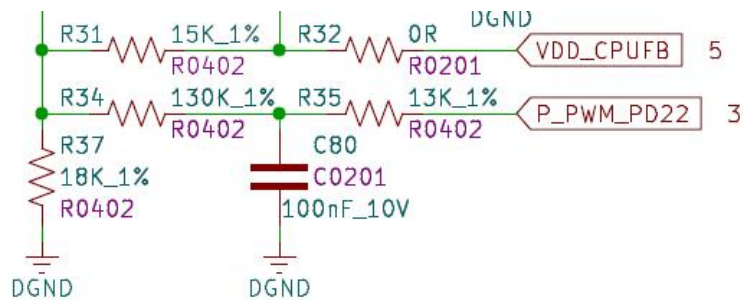 DGND
R31 15K_1% R32 0R
R0402 R0201
VDD_CPUFB 5
R34 130K_1% R35 13K_1%
R0402 R0402
P_PWM_PD22 3
R37
18K_1%
R0402
C80
C0201
100nF_10V
DGND DGND